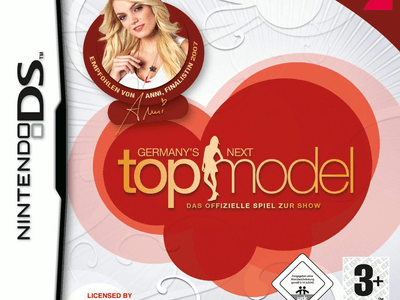 NINTENDO DS
TM
EMPFOHLEN VON ANNI, FINALISTIN 2007
Anni
GERMANY'S NEXT
topmodel
DAS OFFIZIELLE SPIEL ZUR SHOW
LICENSED BY
3+